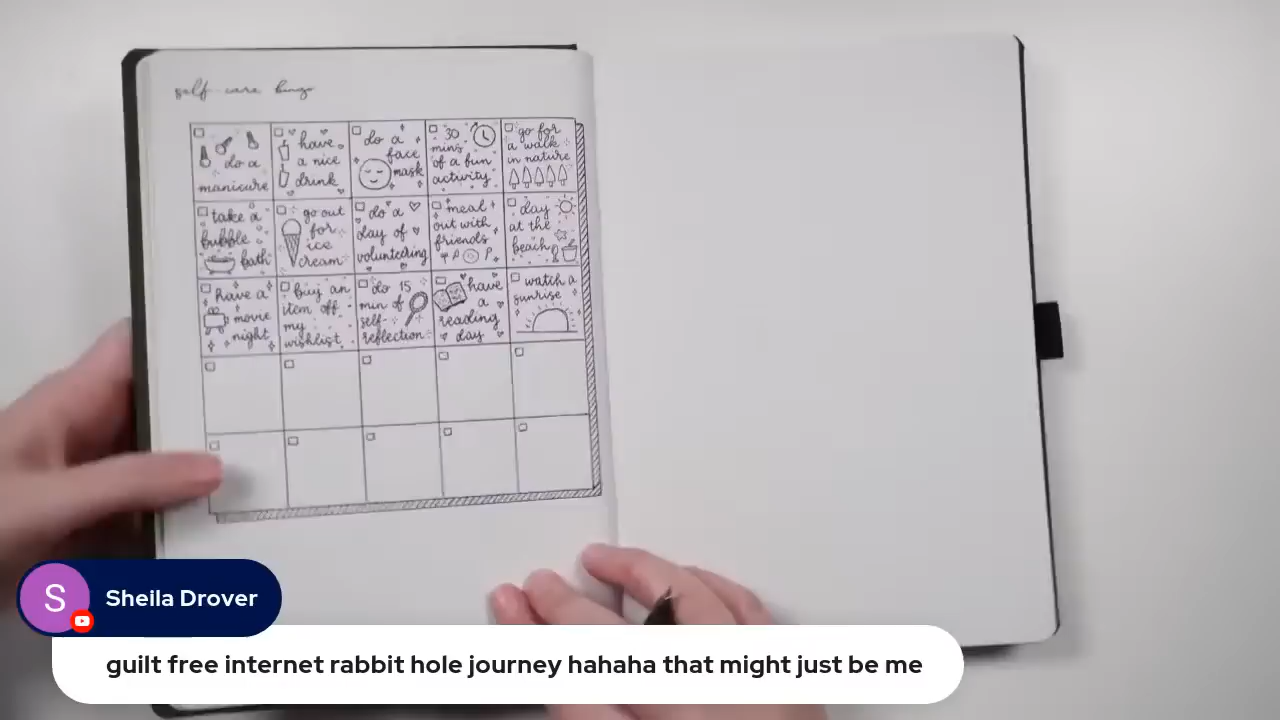 self care bingo
do a
manicure
have
a nice
drink
do a
face
mask
30
mins
of a fun
activity
go for
a walk
in nature
take a
bubble
bath
go out
for
ice
cream
do a
day of
volunteering
meal
out with
friends
day
at the
beach
have a
movie
night
buy an
item off
my
wishlist
do 15
min of
self-
reflection
have
a
reading
day
watch a
sunrise
S
Sheila Drover
guilt free internet rabbit hole journey hahaha that might just be me